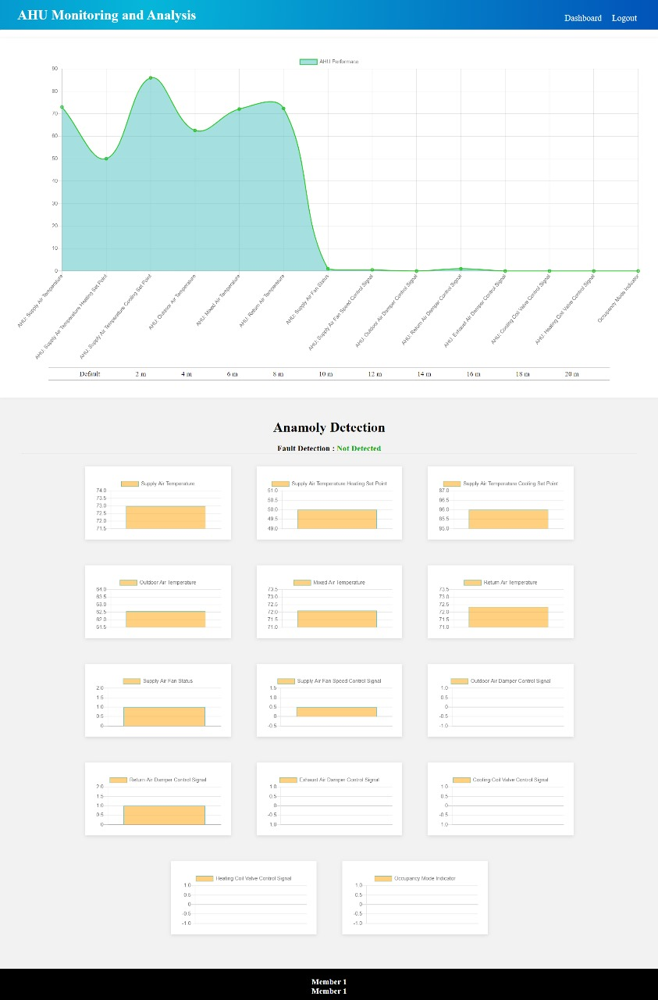 AHU Monitoring and Analysis
Dashboard Logout
AHU Performace
90
80
70
60
50
40
30
20
10
0
AHU: Supply Air Temperature
AHU: Supply Air Temperature Heating Set Point
AHU: Supply Air Temperature Cooling Set Point
AHU: Outdoor Air Temperature
AHU: Mixed Air Temperature
AHU: Return Air Temperature
AHU: Supply Air Fan Status
AHU: Supply Air Fan Speed Control Signal
AHU: Outdoor Air Damper Control Signal
AHU: Return Air Damper Control Signal
AHU: Exhaust Air Damper Control Signal
AHU: Cooling Coil Valve Control Signal
AHU: Heating Coil Valve Control Signal
Occupancy Mode Indicator
Default 2 m 4 m 6 m 8 m 10 m 12 m 14 m 16 m 18 m 20 m
Anamoly Detection
Fault Detection : Not Detected
Supply Air Temperature
74.0
73.5
73.0
72.5
72.0
71.5
Supply Air Temperature Heating Set Point
51.0
50.5
50.0
49.5
49.0
Supply Air Temperature Cooling Set Point
87.0
86.5
86.0
85.5
85.0
Outdoor Air Temperature
64.0
63.5
63.0
62.5
62.0
61.5
Mixed Air Temperature
73.5
73.0
72.5
72.0
71.5
71.0
Return Air Temperature
73.5
73.0
72.5
72.0
71.5
71.0
Supply Air Fan Status
2.0
1.5
1.0
0.5
0
Supply Air Fan Speed Control Signal
1.5
1.0
0.5
0
-0.5
Outdoor Air Damper Control Signal
1.0
0.5
0
-0.5
-1.0
Return Air Damper Control Signal
2.0
1.5
1.0
0.5
0
Exhaust Air Damper Control Signal
1.0
0.5
0
-0.5
-1.0
Cooling Coil Valve Control Signal
1.0
0.5
0
-0.5
-1.0
Heating Coil Valve Control Signal
1.0
0.5
0
-0.5
-1.0
Occupancy Mode Indicator
1.0
0.5
0
-0.5
-1.0
Member 1
Member 1